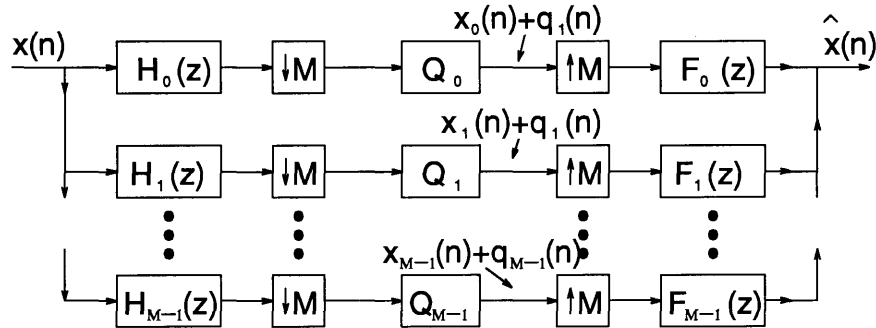 x₀(n)+q₁(n)
x(n) H₀(z) ↓M Q₀ ↑M F₀(z) x̂(n)
x₁(n)+q₁(n)
H₁(z) ↓M Q₁ ↑M F₁(z)
x_{M−1}(n)+q_{M−1}(n)
H_{M−1}(z) ↓M Q_{M−1} ↑M F_{M−1}(z)